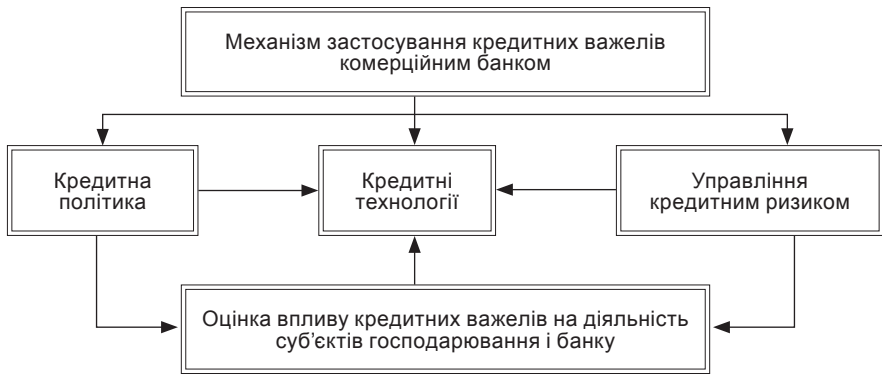 Механізм застосування кредитних важелів
комерційним банком
Кредитна
політика
Кредитні
технології
Управління
кредитним ризиком
Оцінка впливу кредитних важелів на діяльність
суб’єктів господарювання і банку